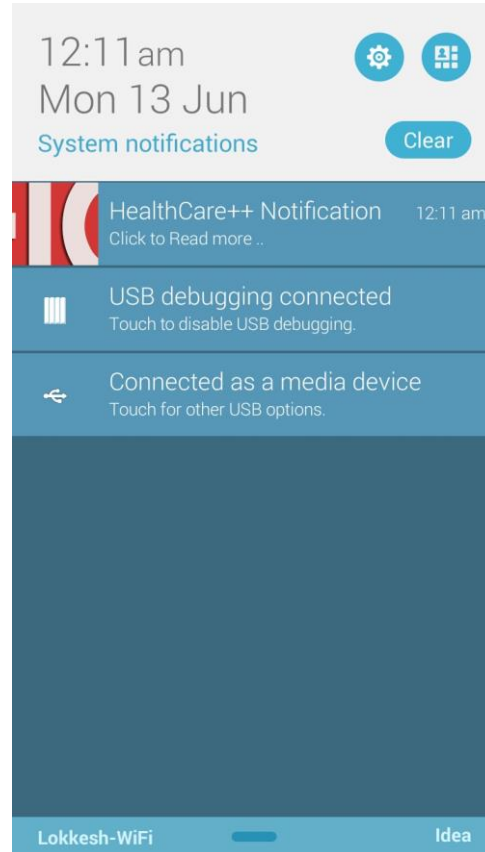 12:11am
Mon 13 Jun
System notifications
Clear
HealthCare++ Notification 12:11 am
Click to Read more ..
USB debugging connected
Touch to disable USB debugging.
Connected as a media device
Touch for other USB options.
Lokkesh-WiFi Idea